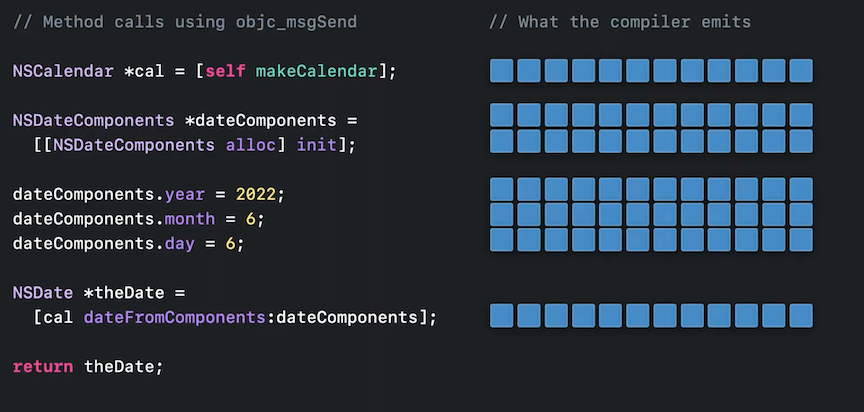 // Method calls using objc_msgSend
// What the compiler emits
NSCalendar *cal = [self makeCalendar];
NSDateComponents *dateComponents =
[[NSDateComponents alloc] init];
dateComponents.year = 2022;
dateComponents.month = 6;
dateComponents.day = 6;
NSDate *theDate =
[cal dateFromComponents:dateComponents];
return theDate;